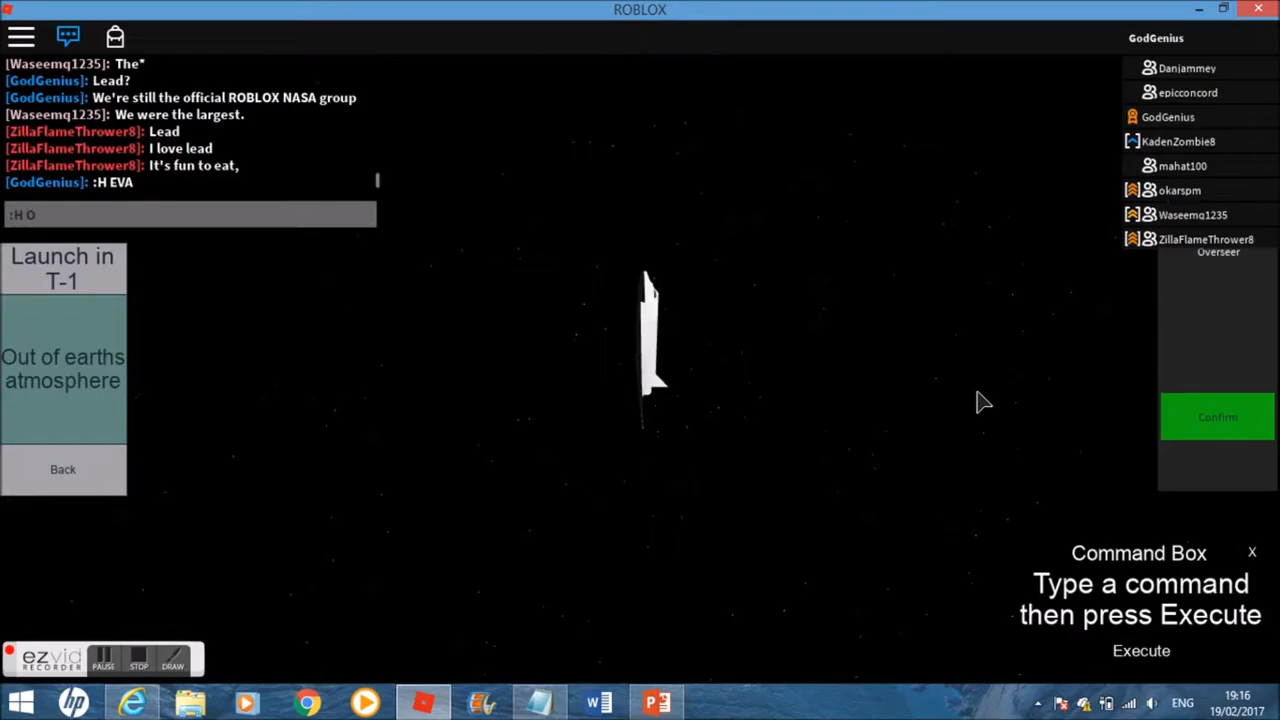 ROBLOX
GodGenius
[Waseemq1235]: The*
[GodGenius]: Lead?
[GodGenius]: We're still the official ROBLOX NASA group
[Waseemq1235]: We were the largest.
[ZillaFlameThrower8]: Lead
[ZillaFlameThrower8]: I love lead
[ZillaFlameThrower8]: It's fun to eat,
[GodGenius]: :H EVA
:H O
Danjammey
epicconcord
GodGenius
KadenZombie8
mahat100
okarspm
Waseemq1235
ZillaFlameThrower8
Overseer
Launch in
T-1
Out of earths
atmosphere
Back
Confirm
Command Box
X
Type a command
then press Execute
Execute
ezvid
RECORDER
PAUSE
STOP
DRAW
ENG
19:16
19/02/2017